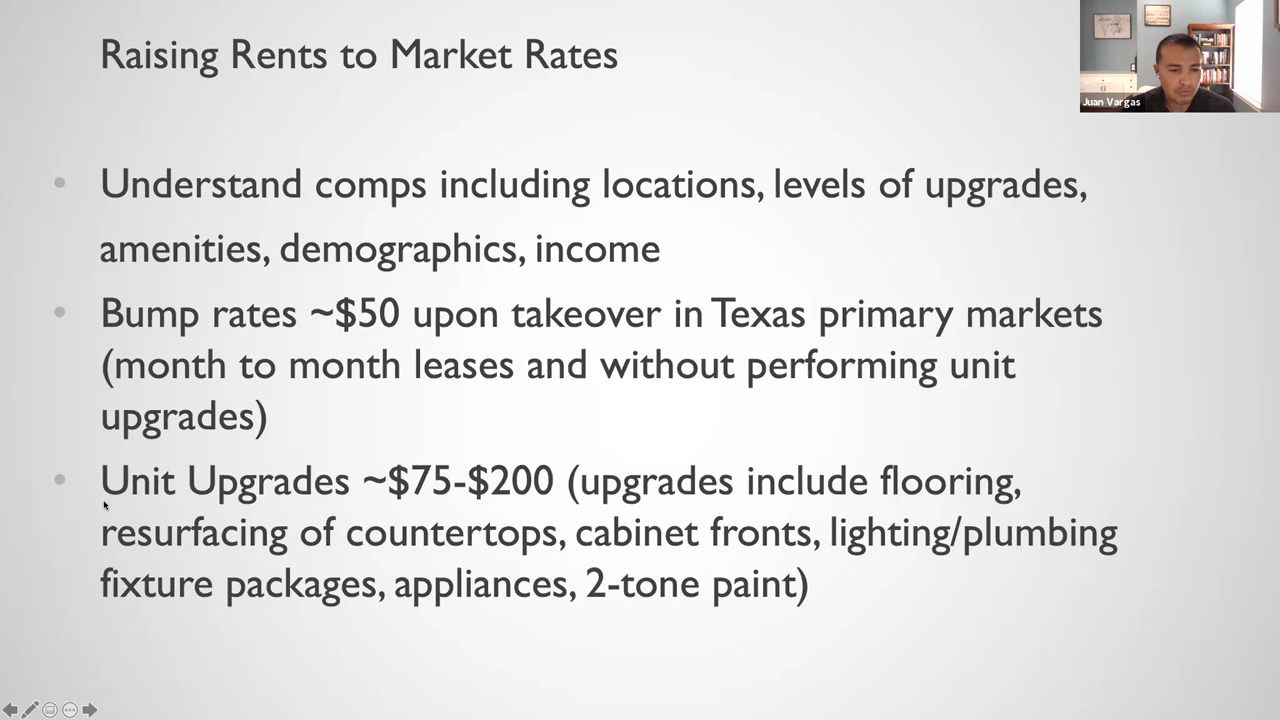 Raising Rents to Market Rates
Juan Vargas
• Understand comps including locations, levels of upgrades,
amenities, demographics, income
• Bump rates ~$50 upon takeover in Texas primary markets
(month to month leases and without performing unit
upgrades)
• Unit Upgrades ~$75-$200 (upgrades include flooring,
resurfacing of countertops, cabinet fronts, lighting/plumbing
fixture packages, appliances, 2-tone paint)